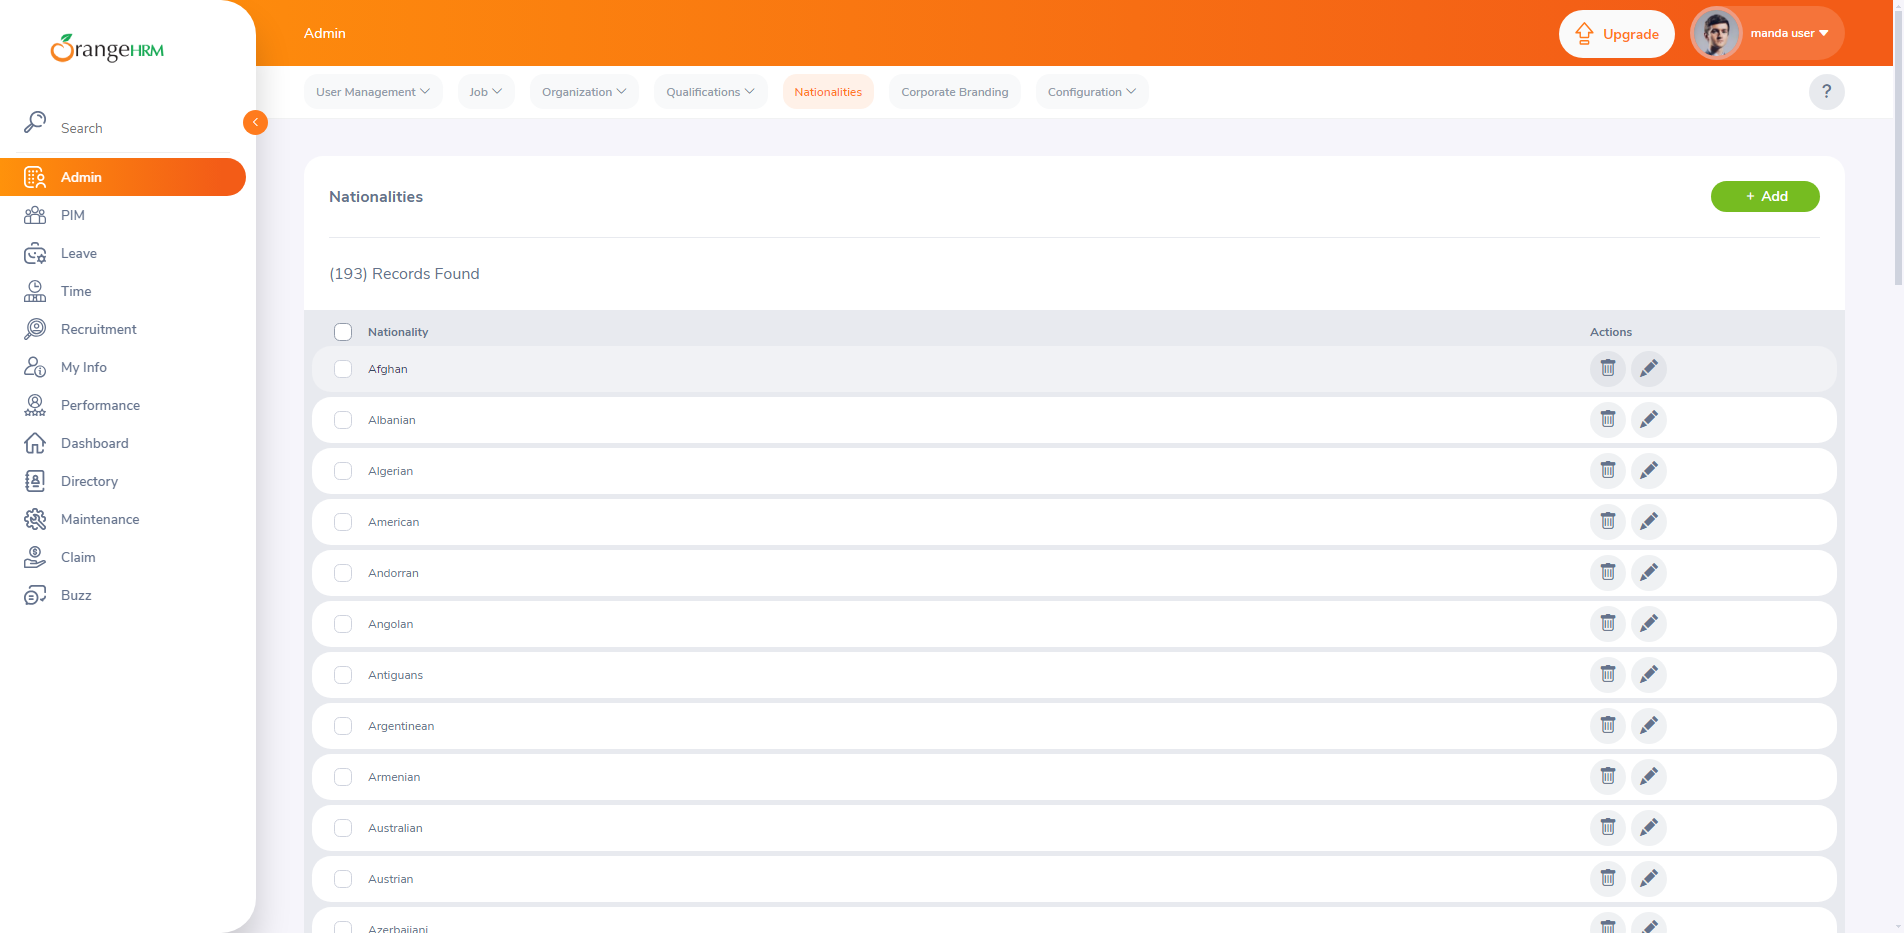 OrangeHRM
Admin
Upgrade
manda user
User Management
Job
Organization
Qualifications
Nationalities
Corporate Branding
Configuration
?
Search
Admin
PIM
Leave
Time
Recruitment
My Info
Performance
Dashboard
Directory
Maintenance
Claim
Buzz
Nationalities
+ Add
(193) Records Found
Nationality Actions
Afghan
Albanian
Algerian
American
Andorran
Angolan
Antiguans
Argentinean
Armenian
Australian
Austrian
Azerbaijani